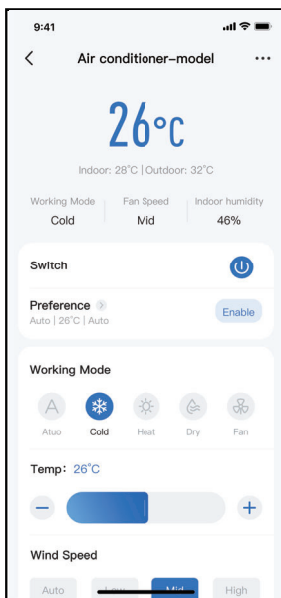 9:41
Air conditioner-model
26°C
Indoor: 28°C | Outdoor: 32°C
Working Mode Fan Speed Indoor humidity
Cold Mid 46%
Switch
Preference
Auto | 26°C | Auto
Enable
Working Mode
A
Atuo Cold Heat Dry Fan
Temp: 26°C
Wind Speed
Auto Low Mid High